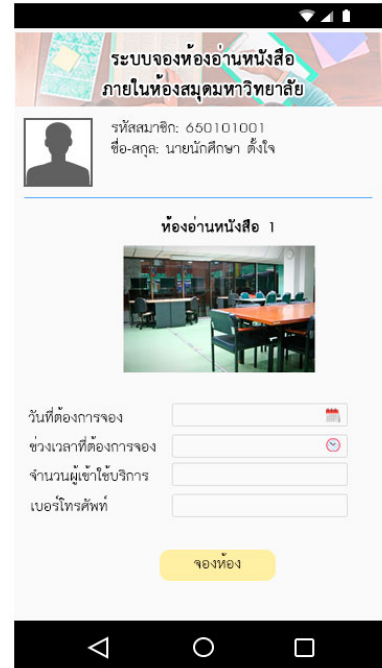 ระบบจองห้องอ่านหนังสือ
ภายในห้องสมุดมหาวิทยาลัย
รหัสสมาชิก: 650101001
ชื่อ-สกุล: นายนักศึกษา ตั้งใจ
ห้องอ่านหนังสือ 1
วันที่ต้องการจอง
ช่วงเวลาที่ต้องการจอง
จำนวนผู้เข้าใช้บริการ
เบอร์โทรศัพท์
จองห้อง